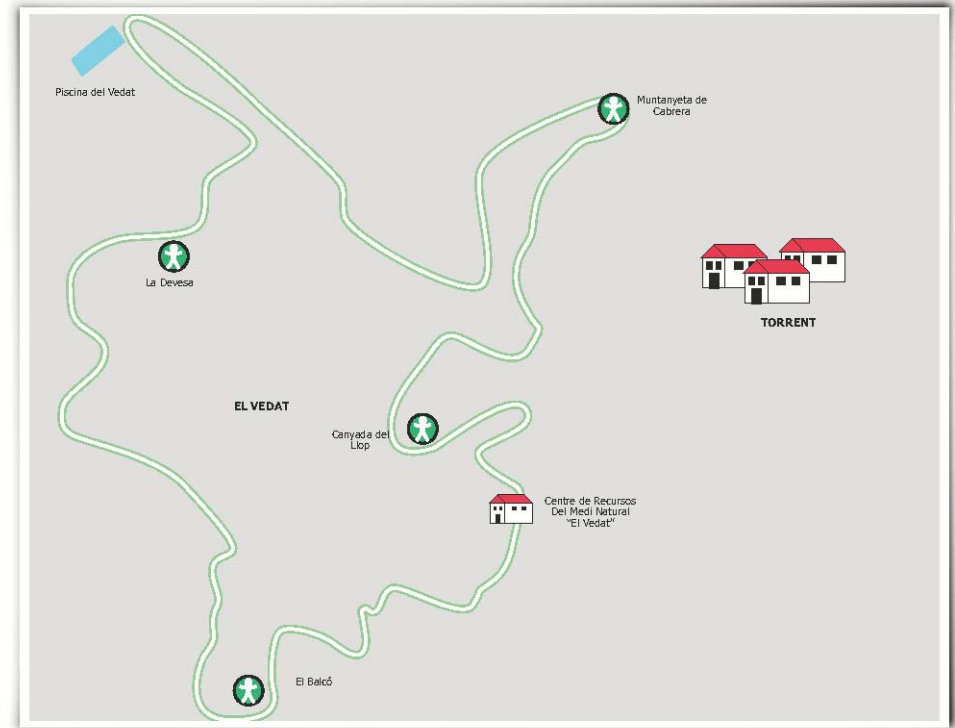 Piscina del Vedat
Muntanyeta de
Cabrera
La Devesa
TORRENT
EL VEDAT
Canyada del
Llop
Centre de Recursos
Del Medi Natural
"El Vedat"
El Balcó